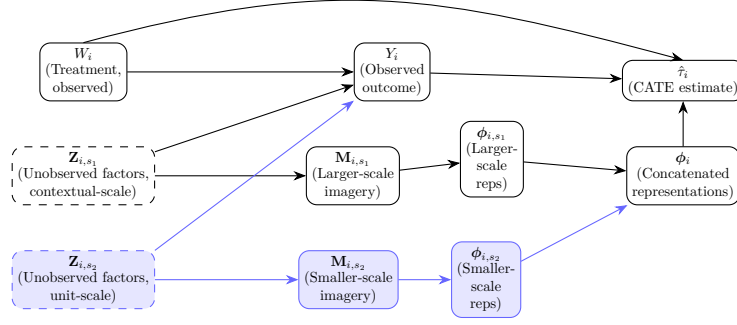 W_i
(Treatment,
observed)
Y_i
(Observed
outcome)
τ̂_i
(CATE estimate)
Z_{i,s_1}
(Unobserved factors,
contextual-scale)
M_{i,s_1}
(Larger-scale
imagery)
ϕ_{i,s_1}
(Larger-
scale
reps)
ϕ_i
(Concatenated
representations)
Z_{i,s_2}
(Unobserved factors,
unit-scale)
M_{i,s_2}
(Smaller-scale
imagery)
ϕ_{i,s_2}
(Smaller-
scale
reps)